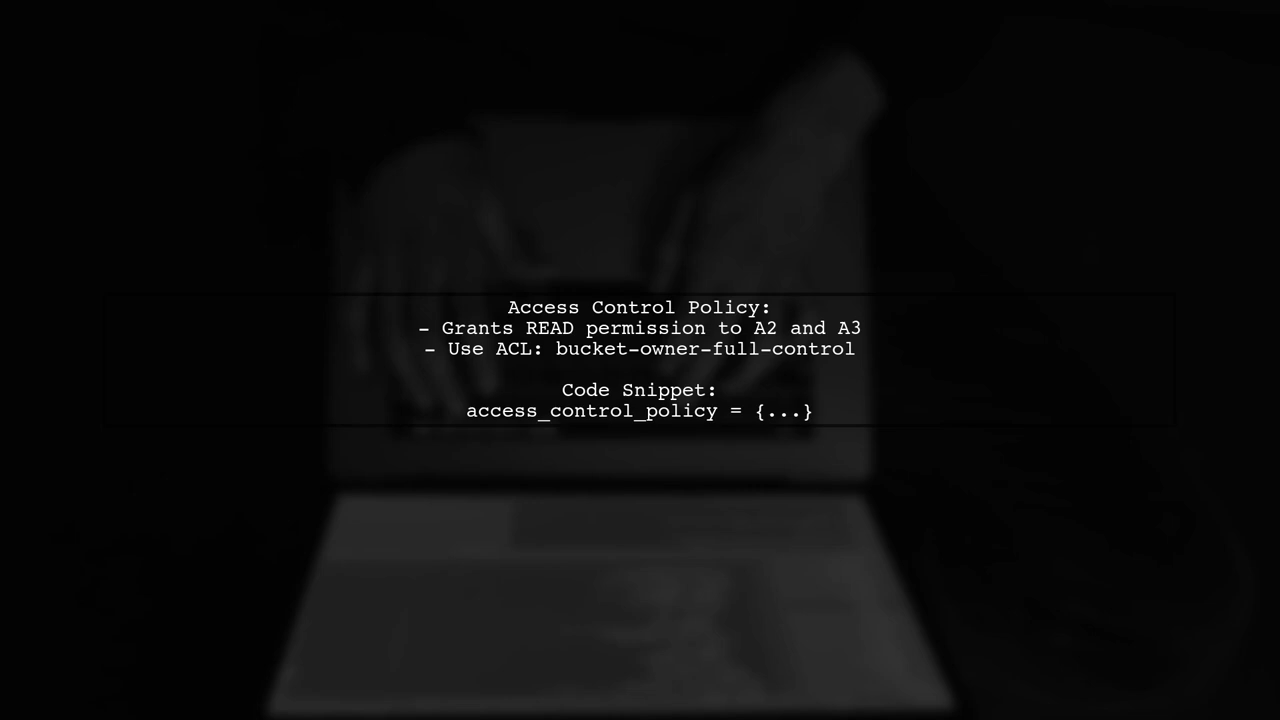 Access Control Policy:
- Grants READ permission to A2 and A3
- Use ACL: bucket-owner-full-control
Code Snippet:
access_control_policy = {...}